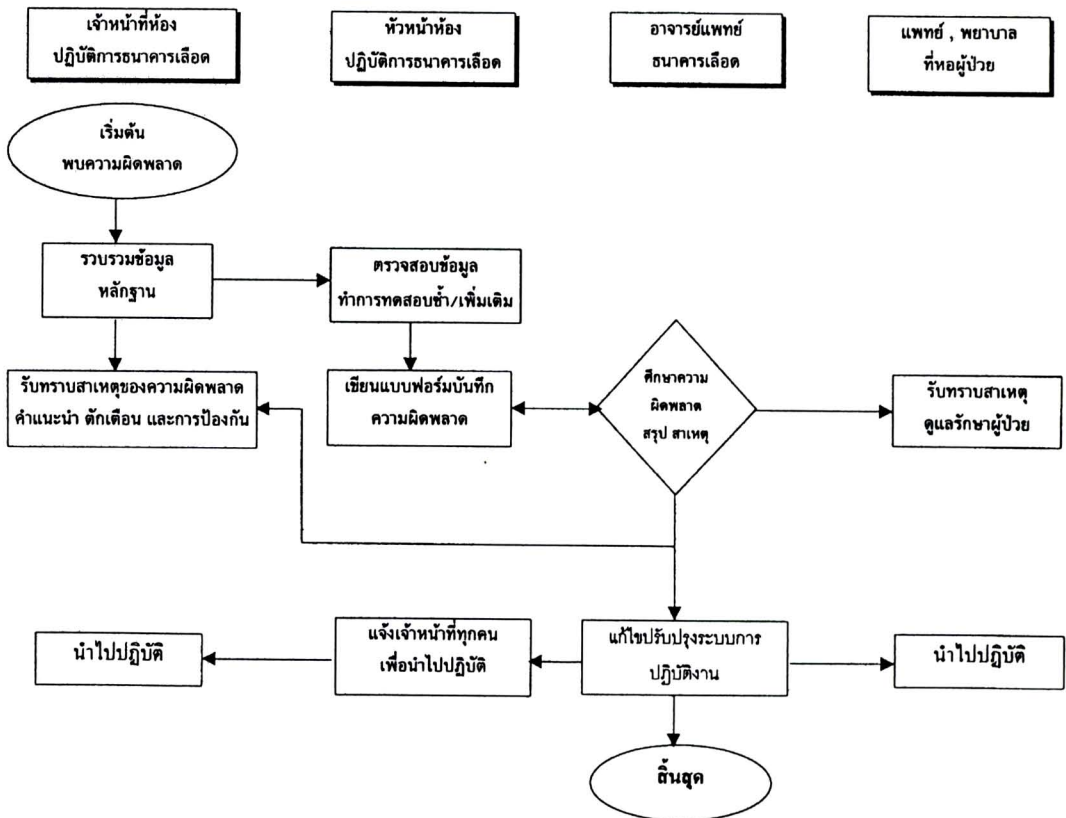 เจ้าหน้าที่ห้อง
ปฏิบัติการธนาคารเลือด
หัวหน้าห้อง
ปฏิบัติการธนาคารเลือด
อาจารย์แพทย์
ธนาคารเลือด
แพทย์ , พยาบาล
ที่หอผู้ป่วย
เริ่มต้น
พบความผิดพลาด
รวบรวมข้อมูล
หลักฐาน
ตรวจสอบข้อมูล
ทำการทดสอบซ้ำ/เพิ่มเติม
รับทราบสาเหตุของความผิดพลาด
คำแนะนำ ตักเตือน และการป้องกัน
เขียนแบบฟอร์มบันทึก
ความผิดพลาด
ศึกษาความ
ผิดพลาด
สรุป สาเหตุ
รับทราบสาเหตุ
ดูแลรักษาผู้ป่วย
นำไปปฏิบัติ
แจ้งเจ้าหน้าที่ทุกคน
เพื่อนำไปปฏิบัติ
แก้ไขปรับปรุงระบบการ
ปฏิบัติงาน
นำไปปฏิบัติ
สิ้นสุด